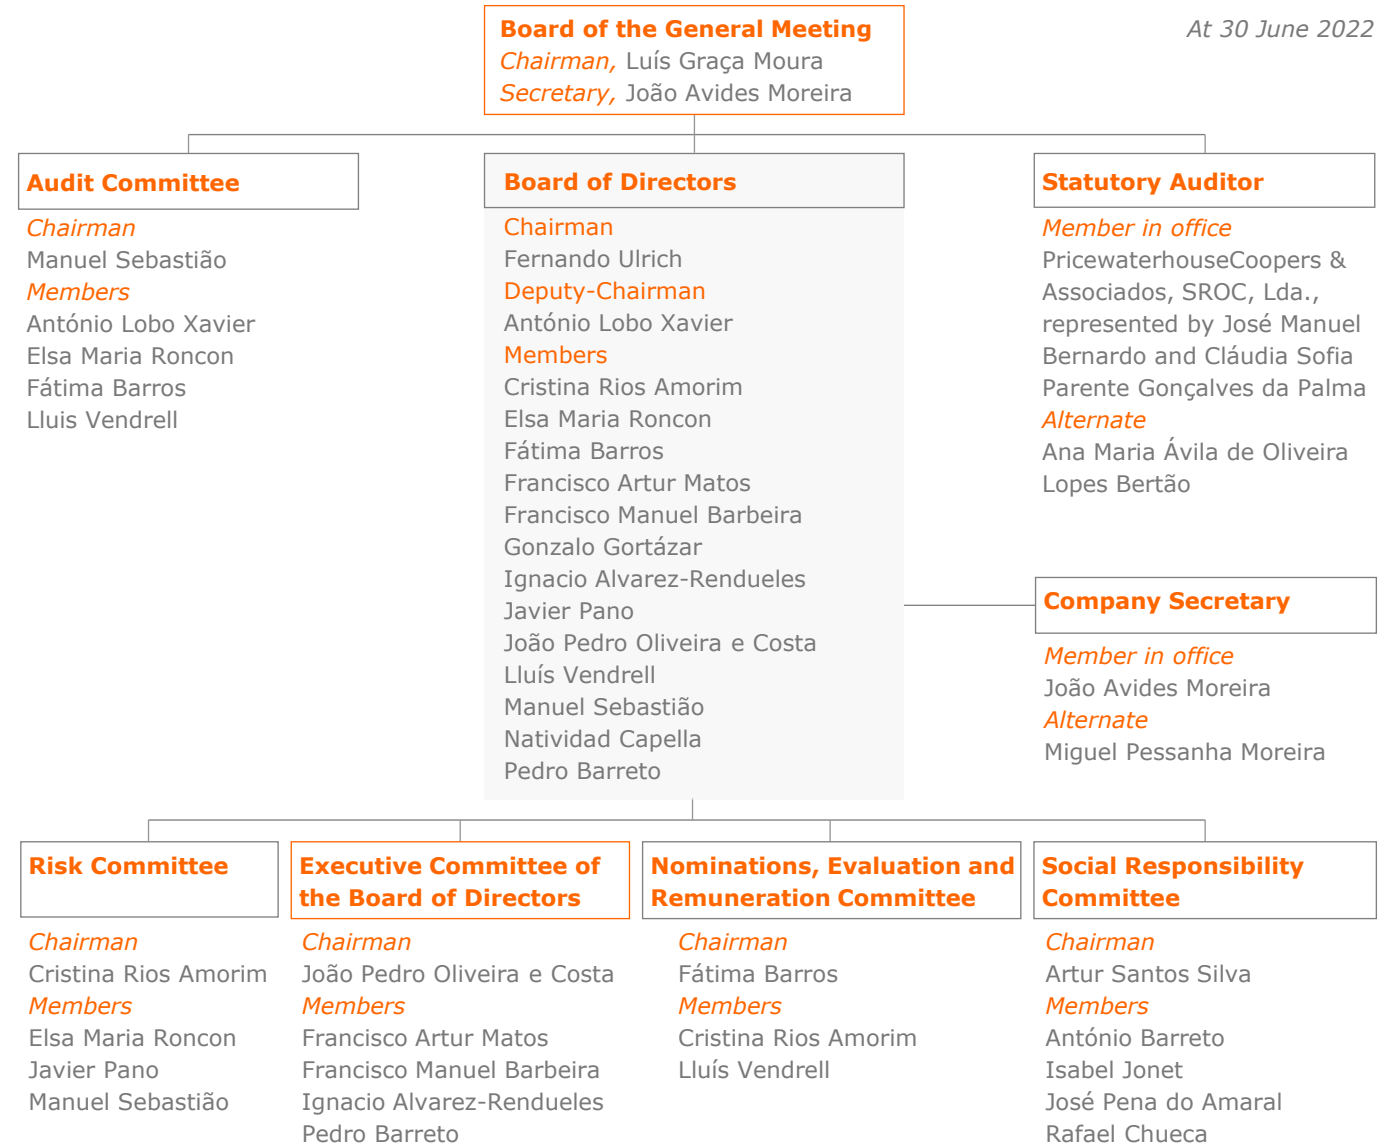 Board of the General Meeting
Chairman, Luís Graça Moura
Secretary, João Avides Moreira
At 30 June 2022
Audit Committee
Chairman
Manuel Sebastião
Members
António Lobo Xavier
Elsa Maria Roncon
Fátima Barros
Lluis Vendrell
Board of Directors
Chairman
Fernando Ulrich
Deputy-Chairman
António Lobo Xavier
Members
Cristina Rios Amorim
Elsa Maria Roncon
Fátima Barros
Francisco Artur Matos
Francisco Manuel Barbeira
Gonzalo Gortázar
Ignacio Alvarez-Rendueles
Javier Pano
João Pedro Oliveira e Costa
Lluís Vendrell
Manuel Sebastião
Natividad Capella
Pedro Barreto
Statutory Auditor
Member in office
PricewaterhouseCoopers &
Associados, SROC, Lda.,
represented by José Manuel
Bernardo and Cláudia Sofia
Parente Gonçalves da Palma
Alternate
Ana Maria Ávila de Oliveira
Lopes Bertão
Company Secretary
Member in office
João Avides Moreira
Alternate
Miguel Pessanha Moreira
Risk Committee
Chairman
Cristina Rios Amorim
Members
Elsa Maria Roncon
Javier Pano
Manuel Sebastião
Executive Committee of
the Board of Directors
Chairman
João Pedro Oliveira e Costa
Members
Francisco Artur Matos
Francisco Manuel Barbeira
Ignacio Alvarez-Rendueles
Pedro Barreto
Nominations, Evaluation and
Remuneration Committee
Chairman
Fátima Barros
Members
Cristina Rios Amorim
Lluís Vendrell
Social Responsibility
Committee
Chairman
Artur Santos Silva
Members
António Barreto
Isabel Jonet
José Pena do Amaral
Rafael Chueca